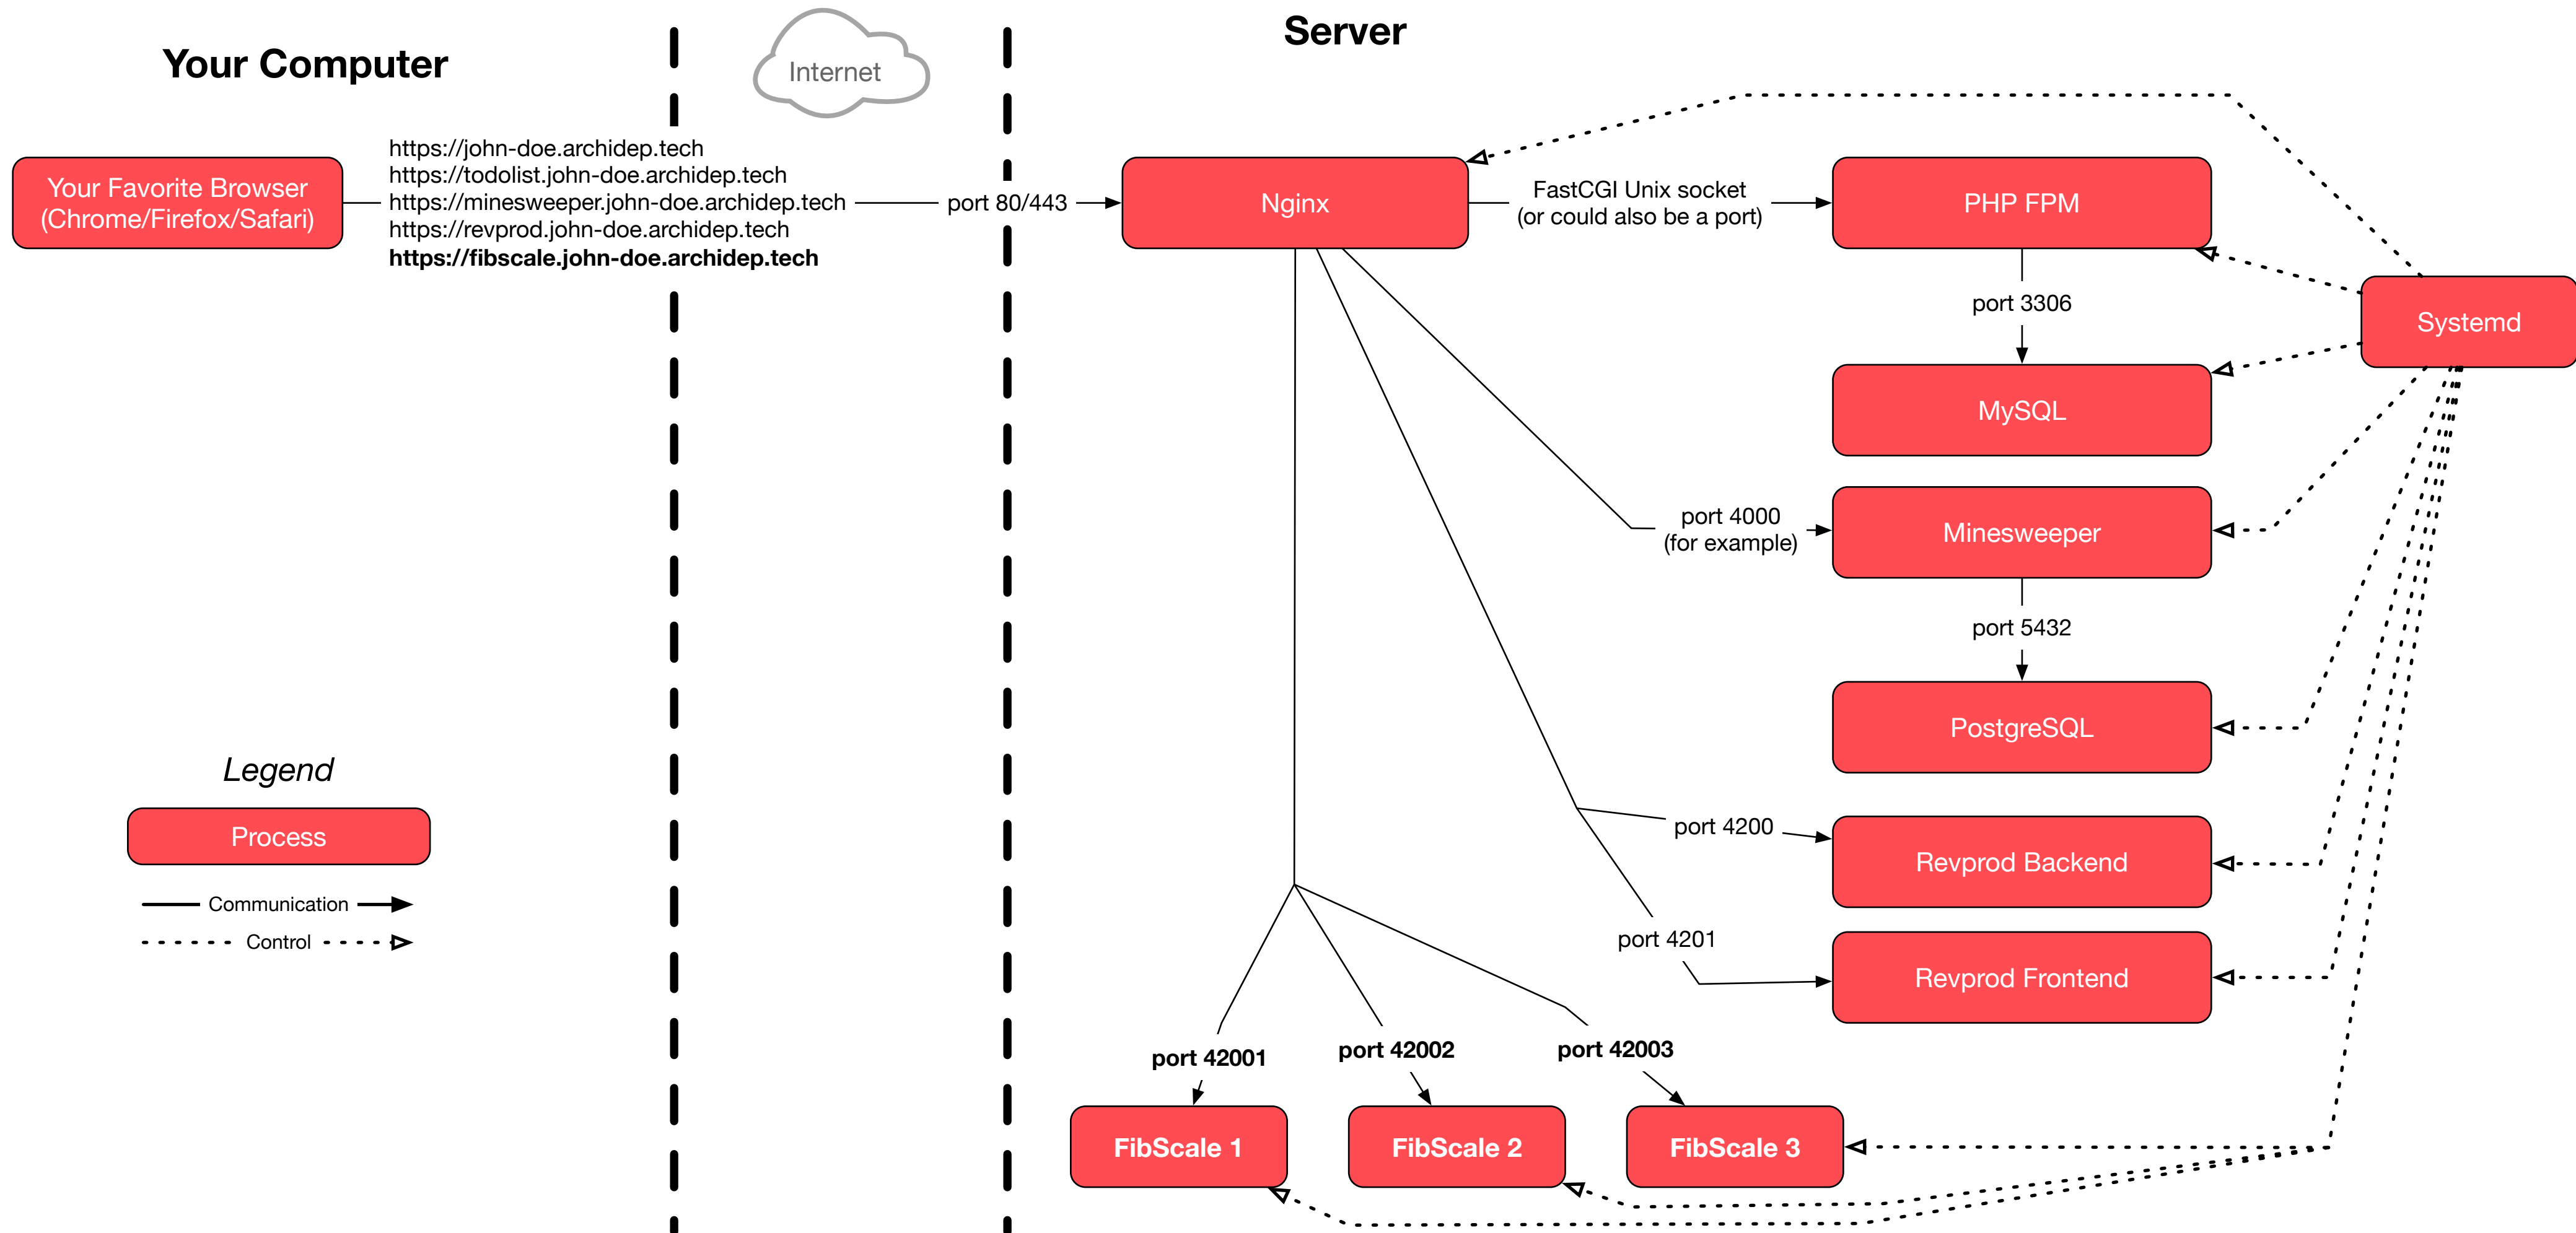 Your Computer
Internet
Server
Your Favorite Browser
(Chrome/Firefox/Safari)
https://john-doe.archidep.tech
https://todolist.john-doe.archidep.tech
https://minesweeper.john-doe.archidep.tech
https://revprod.john-doe.archidep.tech
https://fibscale.john-doe.archidep.tech
port 80/443
Nginx
FastCGI Unix socket
(or could also be a port)
PHP FPM
port 3306
Systemd
MySQL
port 4000
(for example)
Minesweeper
port 5432
PostgreSQL
port 4200
Revprod Backend
port 4201
Revprod Frontend
port 42001
port 42002
port 42003
FibScale 1
FibScale 2
FibScale 3
Legend
Process
Communication
Control